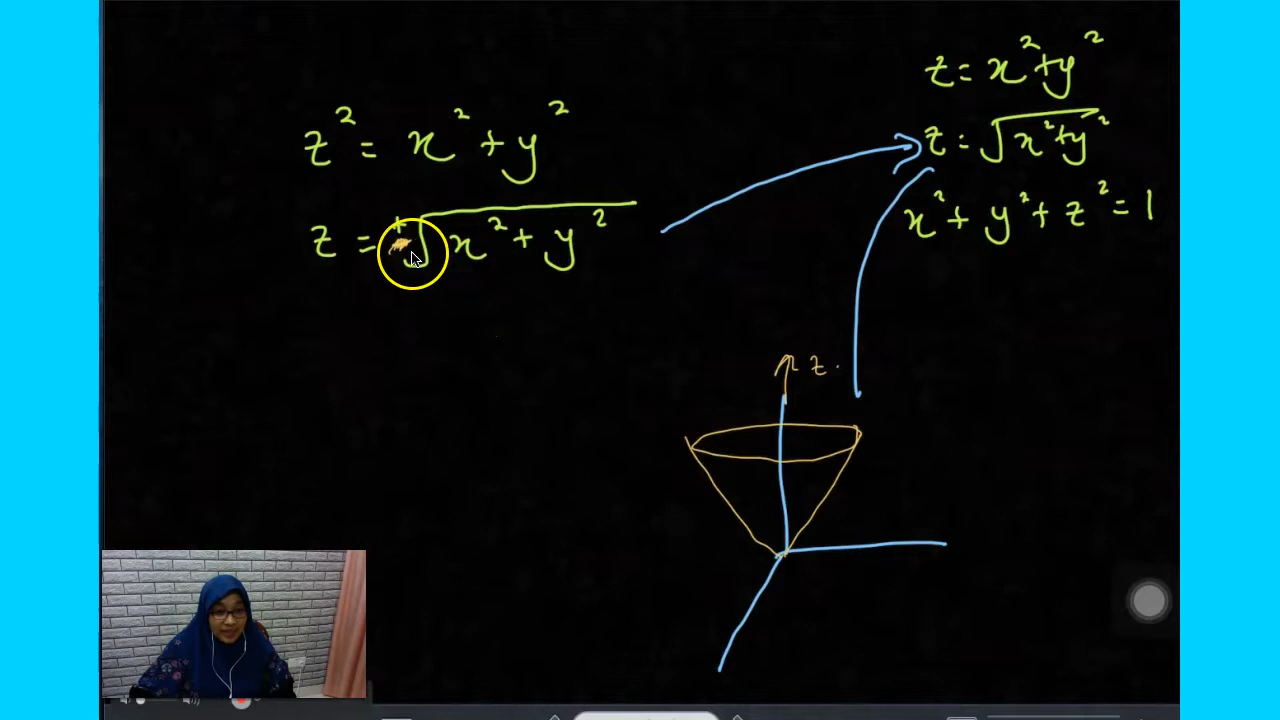 z² = x² + y²
z = ±√x² + y²
z = x² + y²
z = √x² + y²
x² + y² + z² = 1
z